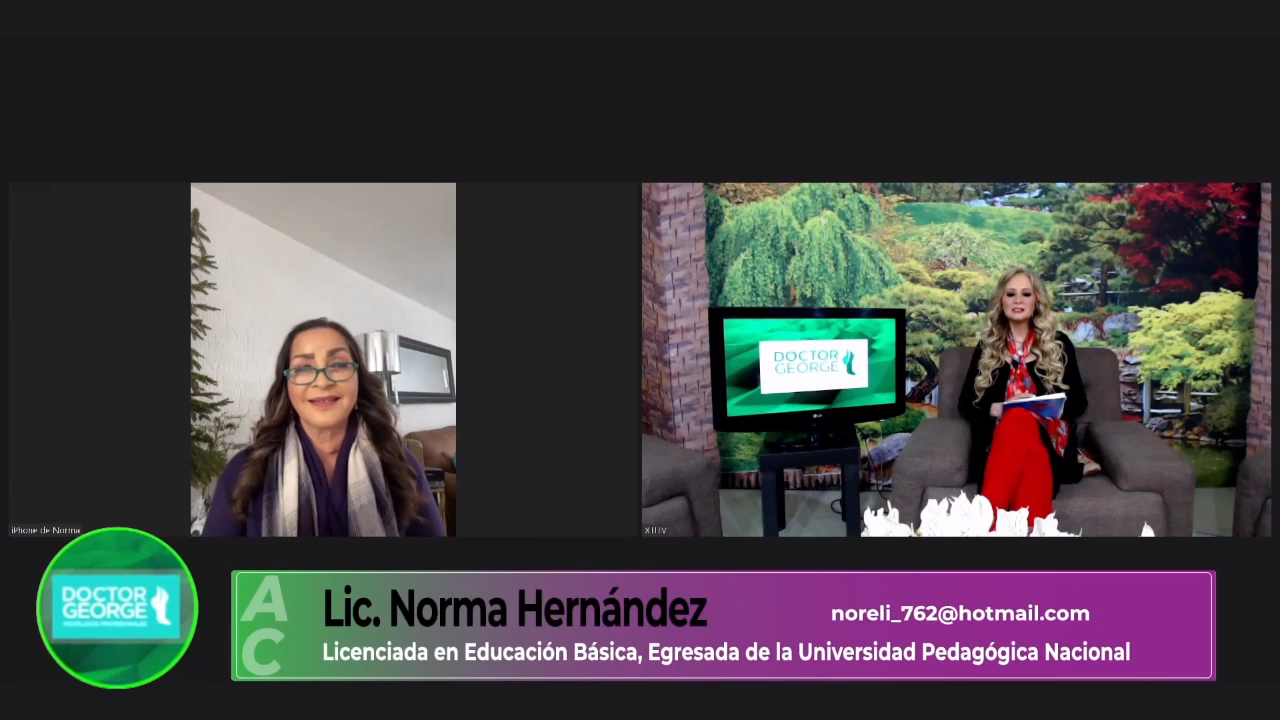 DOCTOR
GEORGE
iPhone de Norma
XHIV
DOCTOR
GEORGE
AC
Lic. Norma Hernández
noreli_762@hotmail.com
Licenciada en Educación Básica, Egresada de la Universidad Pedagógica Nacional